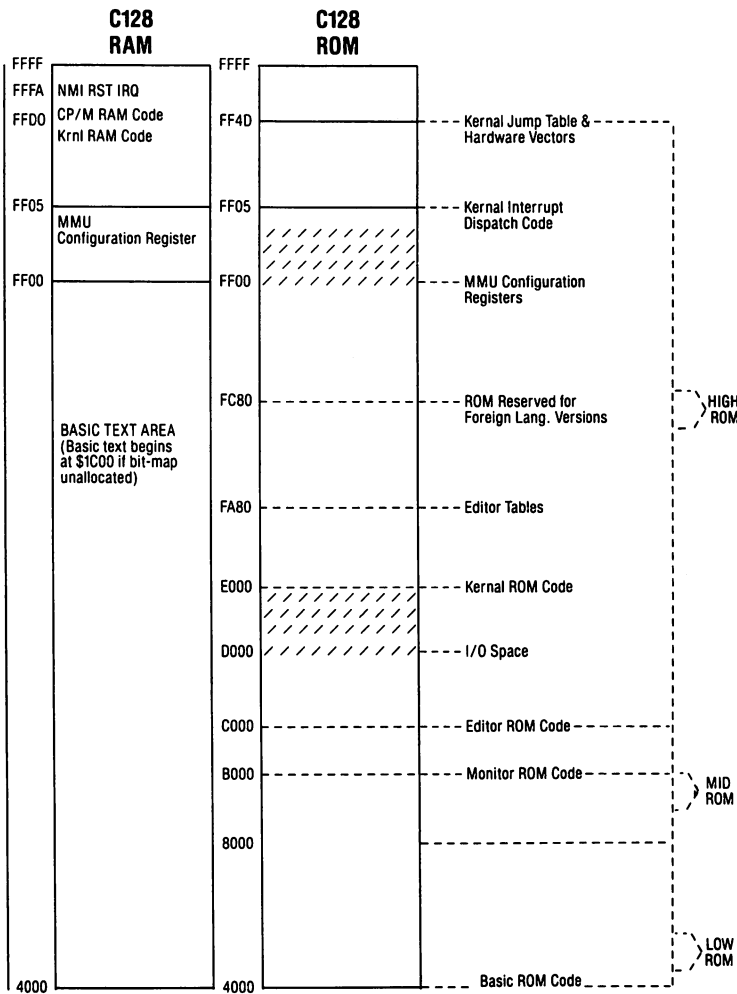 C128
RAM
C128
ROM
FFFF
FFFA
FFD0
FF05
FF00
4000
NMI RST IRQ
CP/M RAM Code
Krnl RAM Code
MMU
Configuration Register
BASIC TEXT AREA
(Basic text begins
at $1C00 if bit-map
unallocated)
FFFF
FF4D
FF05
FF00
FC80
FA80
E000
D000
C000
B000
8000
4000
Kernal Jump Table &
Hardware Vectors
Kernal Interrupt
Dispatch Code
MMU Configuration
Registers
ROM Reserved for
Foreign Lang. Versions
Editor Tables
Kernal ROM Code
I/O Space
Editor ROM Code
Monitor ROM Code
Basic ROM Code
HIGH
ROM
MID
ROM
LOW
ROM